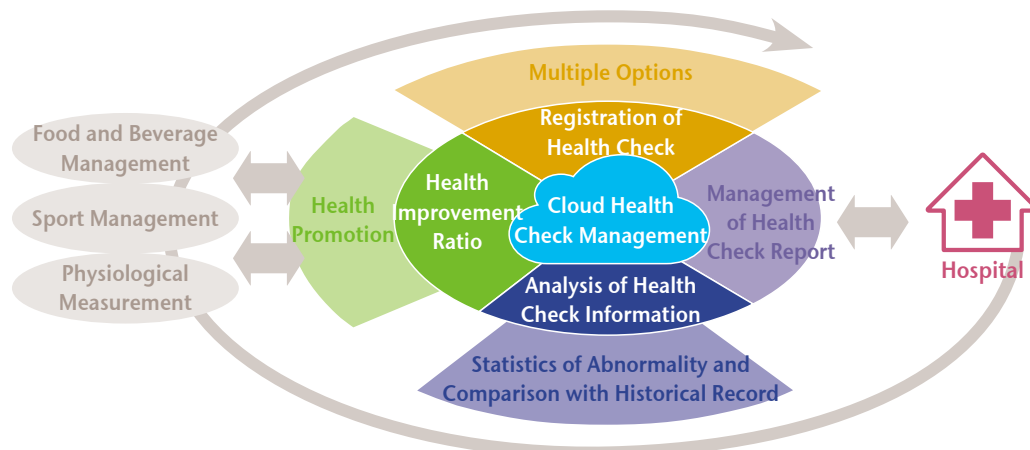 Multiple Options
Registration of
Health Check
Food and Beverage
Management
Sport Management
Physiological
Measurement
Health
Promotion
Health
Improvement
Ratio
Cloud Health
Check Management
Management
of Health
Check Report
Hospital
Analysis of Health
Check Information
Statistics of Abnormality and
Comparison with Historical Record